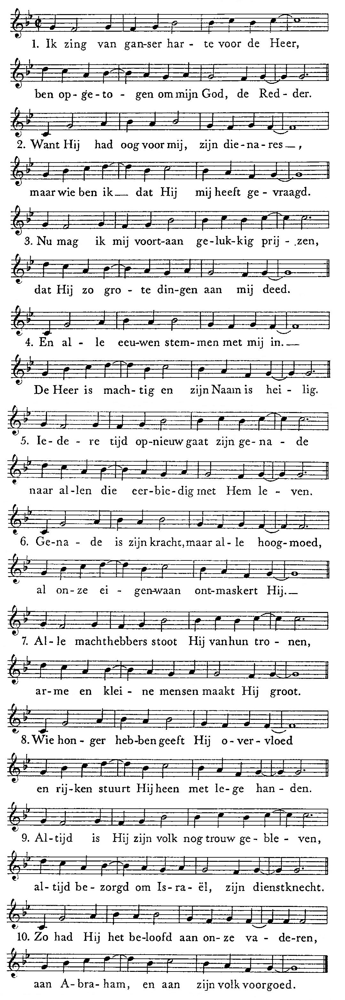 1. Ik zing van gan-ser har - te voor de Heer,
ben op-ge-to - gen om mijn God, de Red - der.
2. Want Hij had oog voor mij, zijn die-na-res—,
maar wie ben ik— dat Hij mij heeft ge-vraagd.
3. Nu mag ik mij voort-aan ge-luk-kig prij - zen,
dat Hij zo gro - te din-gen aan mij deed.
4. En al - le eeu-wen stem-men met mij in.—
De Heer is mach-tig en zijn Naam is hei - lig.
5. Ie-de - re tijd op-nieuw gaat zijn ge-na - de
naar al-len die eer-bie-dig met Hem le - ven.
6. Ge-na - de is zijn kracht, maar al-le hoog-moed,
al on-ze ei - gen-waan ont-maskert Hij.—
7. Al-le machthebbers stoot Hij van hun tro - nen,
ar-me en klei - ne mensen maakt Hij groot.
8. Wie hon - ger heb-ben geeft Hij o-ver-vloed
en rij-ken stuurt Hij heen met le-ge han - den.
9. Al-tijd is Hij zijn volk nog trouw ge-ble - ven,
al-tijd be-zorgd om Is-ra-ël, zijn dienstknecht.
10. Zo had Hij het be-loofd aan on-ze va - de-ren,
aan A-bra-ham, en aan zijn volk voorgoed.